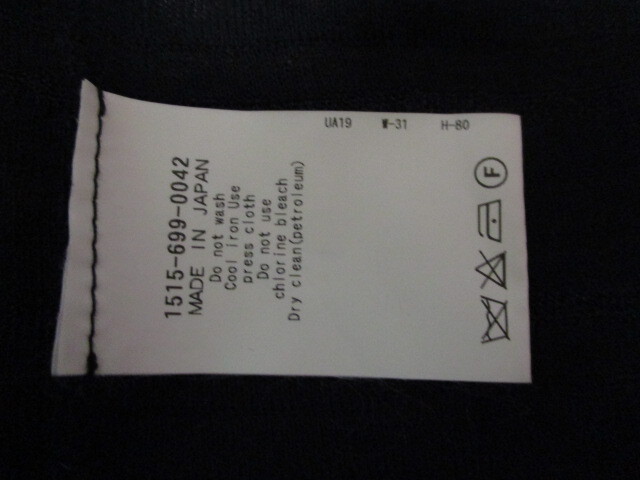 1515-699-0042
MADE IN JAPAN
Do not wash
Cool iron Use
press cloth
Do not use
chlorine bleach
Dry clean(petroleum)
F
UA19 W-31 H-80